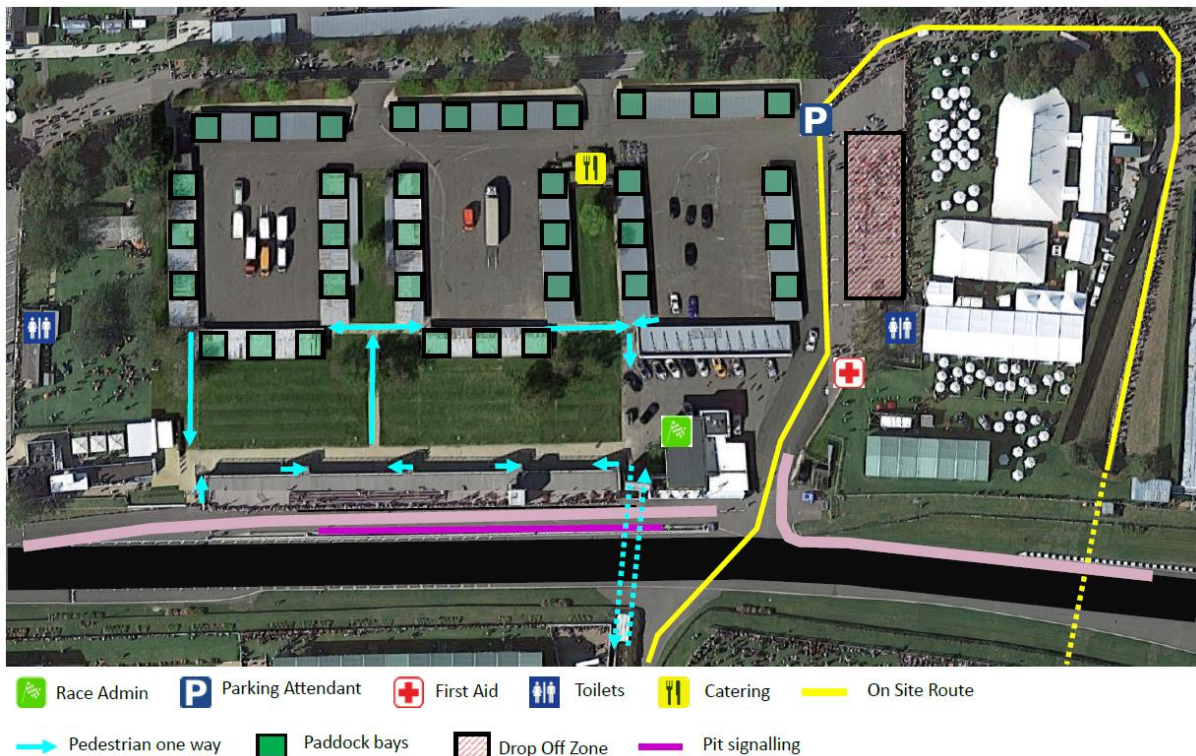 P
Race Admin
P Parking Attendant
First Aid
Toilets
Catering
On Site Route
Pedestrian one way
Paddock bays
Drop Off Zone
Pit signalling